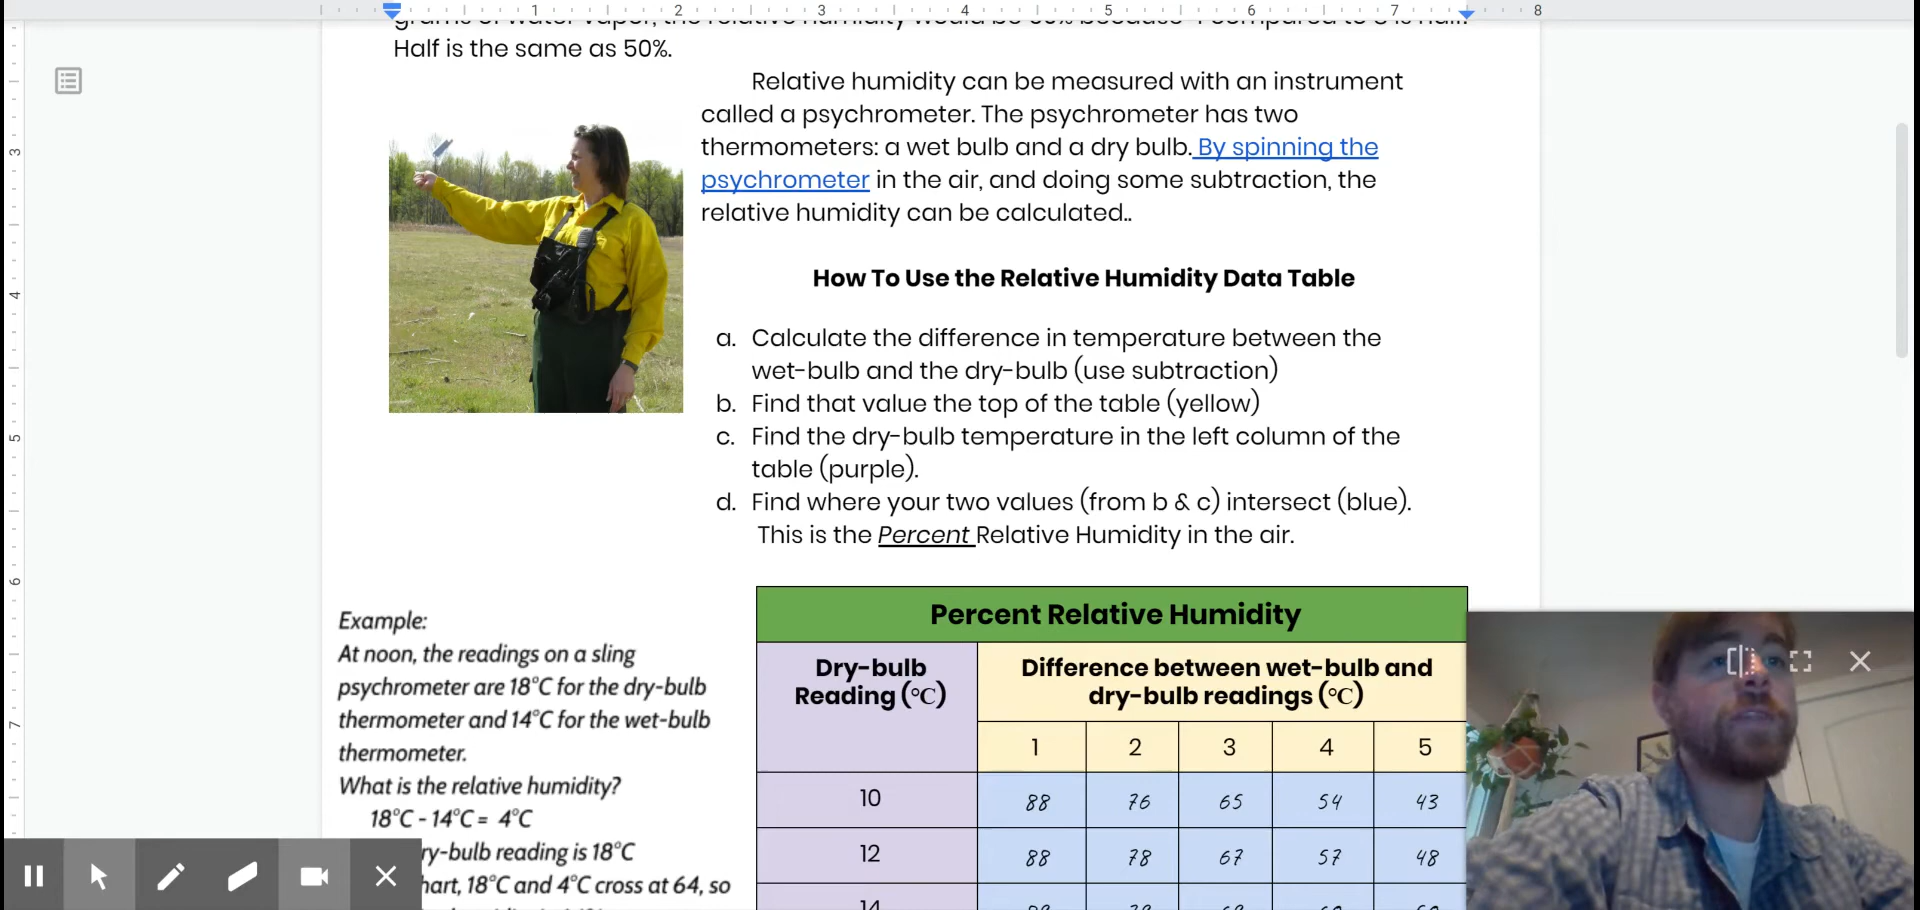 1 2 3 4 5 6 7 8
Half is the same as 50%.
Relative humidity can be measured with an instrument
called a psychrometer. The psychrometer has two
thermometers: a wet bulb and a dry bulb. By spinning the
psychrometer in the air, and doing some subtraction, the
relative humidity can be calculated..
How To Use the Relative Humidity Data Table
a. Calculate the difference in temperature between the
wet-bulb and the dry-bulb (use subtraction)
b. Find that value the top of the table (yellow)
c. Find the dry-bulb temperature in the left column of the
table (purple).
d. Find where your two values (from b & c) intersect (blue).
This is the Percent Relative Humidity in the air.
3
4
5
6
7
Example:
At noon, the readings on a sling
psychrometer are 18°C for the dry-bulb
thermometer and 14°C for the wet-bulb
thermometer.
What is the relative humidity?
18°C - 14°C = 4°C
ry-bulb reading is 18°C
hart, 18°C and 4°C cross at 64, so
Percent Relative Humidity
Dry-bulb
Reading (°C)
Difference between wet-bulb and
dry-bulb readings (°C)
1 2 3 4 5
10 88 76 65 54 43
12 88 78 67 57 48
14